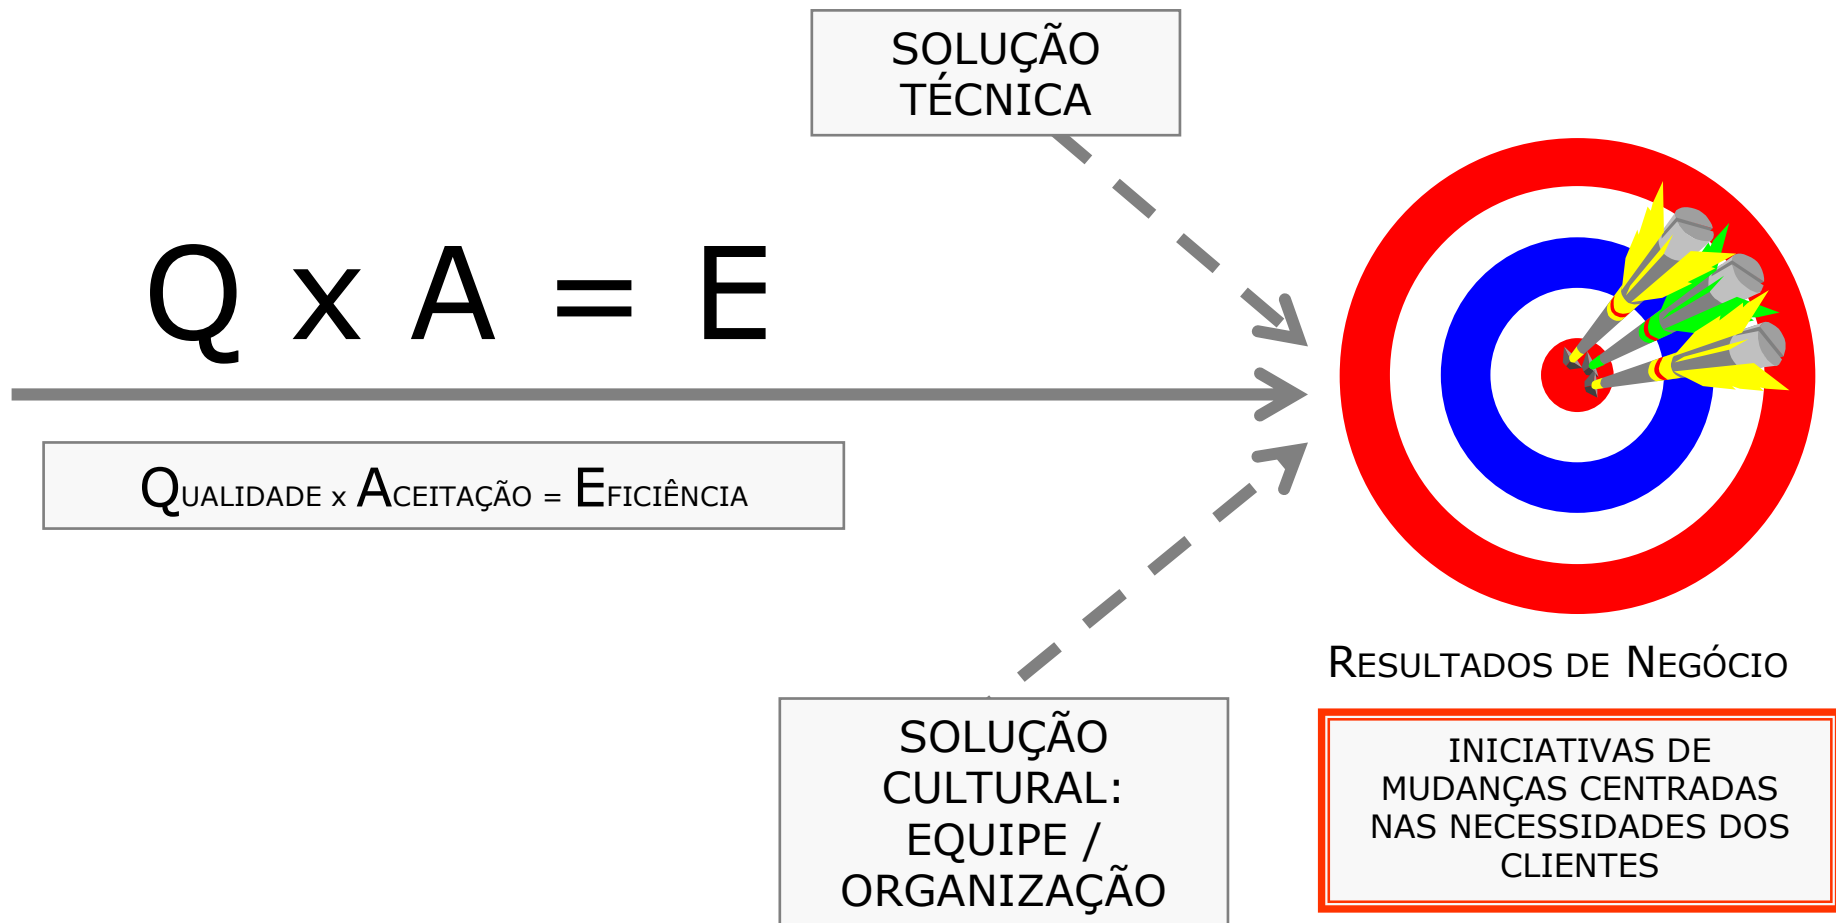 SOLUÇÃO
TÉCNICA
Q x A = E
QUALIDADE x ACEITAÇÃO = EFICIÊNCIA
RESULTADOS DE NEGÓCIO
SOLUÇÃO
CULTURAL:
EQUIPE /
ORGANIZAÇÃO
INICIATIVAS DE
MUDANÇAS CENTRADAS
NAS NECESSIDADES DOS
CLIENTES